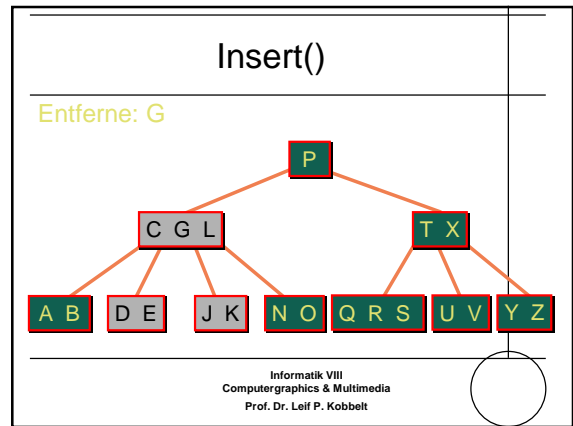 Insert()
Entferne: G
P
C G L
T X
A B
D E
J K
N O
Q R S
U V
Y Z
Informatik VIII
Computergraphics & Multimedia
Prof. Dr. Leif P. Kobbelt